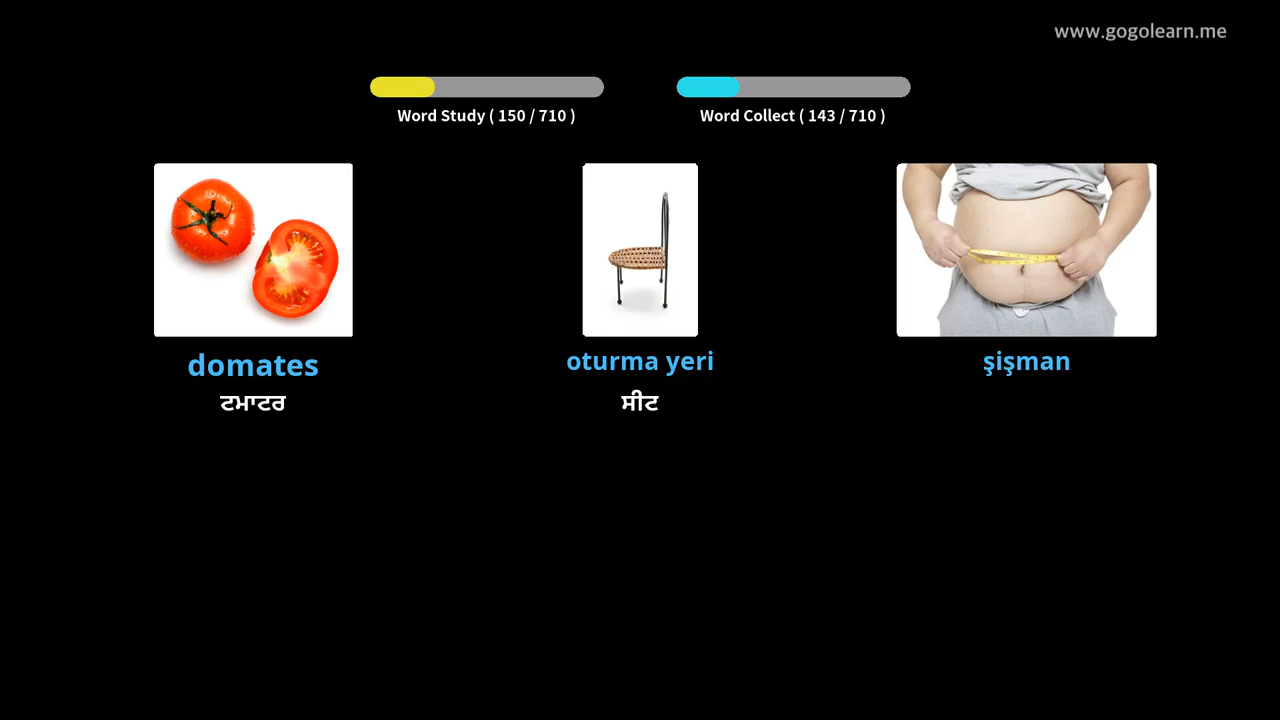 www.gogolearn.me
Word Study ( 150 / 710 )
Word Collect ( 143 / 710 )
domates
oturma yeri
şişman
ਟਮਾਟਰ
ਸੀਟ